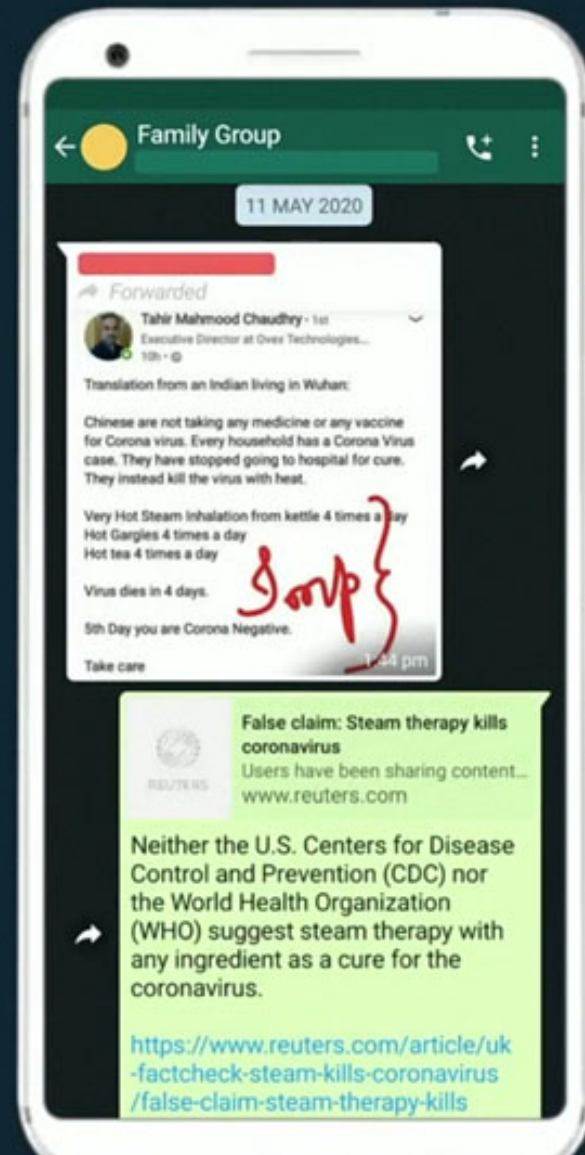 Family Group
11 MAY 2020
Forwarded
Tahir Mahmood Chaudhry · 1st
Executive Director at Ovex Technologies...
10h ·
Translation from an Indian living in Wuhan:
Chinese are not taking any medicine or any vaccine
for Corona virus. Every household has a Corona Virus
case. They have stopped going to hospital for cure.
They instead kill the virus with heat.
Very Hot Steam Inhalation from kettle 4 times a day
Hot Gargles 4 times a day
Hot tea 4 times a day
Virus dies in 4 days.
Imp
5th Day you are Corona Negative.
Take care
1:44 pm
REUTERS
False claim: Steam therapy kills
coronavirus
Users have been sharing content...
www.reuters.com
Neither the U.S. Centers for Disease
Control and Prevention (CDC) nor
the World Health Organization
(WHO) suggest steam therapy with
any ingredient as a cure for the
coronavirus.
https://www.reuters.com/article/uk
-factcheck-steam-kills-coronavirus
/false-claim-steam-therapy-kills